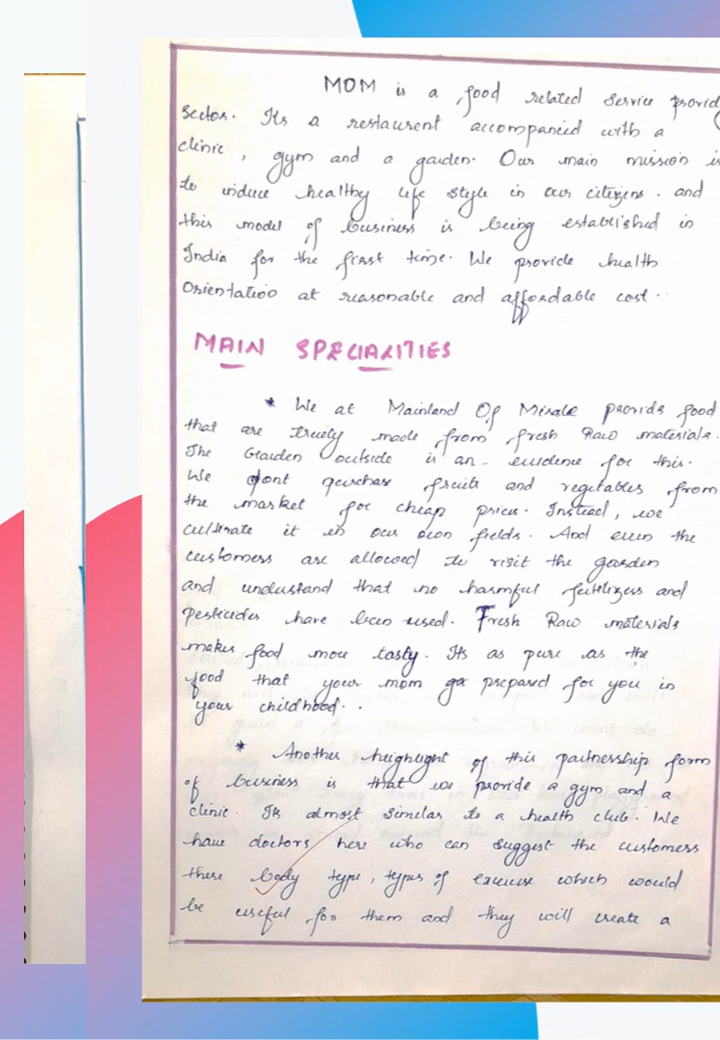 MOM is a food related service provid
Sector. Its a restaurent accompanied with a
clinic, gym and a garden. Our main mission is
to induce healthy life style in our citizens. and
this model of business is being established in
India for the first time. We provide health
Orientation at reasonable and affordable cost..
MAIN SPECIALITIES
* We at Mainland Of Misale provide food
that are truely made from fresh Raw materials.
The Garden outside is an evidence for this.
We dont purchase fruits and vegetables from
the market for cheap prices. Instead, we
cultivate it in our own fields. And even the
customers are allowed to visit the garden
and understand that no harmful fertilizers and
pesticides have been used. Fresh Raw materials
makes food more tasty. Its as pure as the
food that your mom prepared for you in
your childhood..
* Another heighlight of this partnership form
of business is that we provide a gym and a
clinic. Its almost similar to a health club. We
have doctors here who can suggest the customers
there body type, types of exercise which would
be useful for them and they will create a